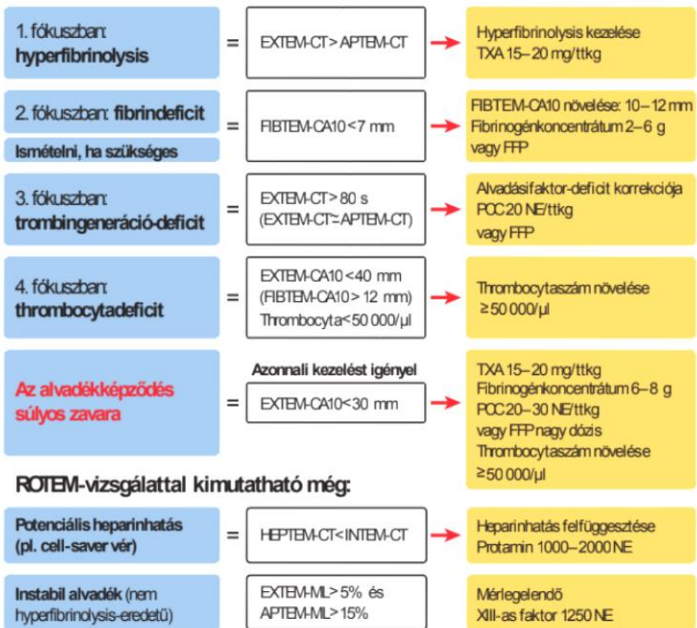 1. fókuszban:
hyperfibrinolysis
=
EXTEM-CT > APTEM-CT
Hyperfibrinolysis kezelése
TXA 15–20 mg/ttkg
2. fókuszban: fibrindeficit
Ismételni, ha szükséges
=
FIBTEM-CA10 < 7 mm
FIBTEM-CA10 növelése: 10–12 mm
Fibrinogénkoncentrátum 2–6 g
vagy FFP
3. fókuszban:
trombingeneráció-deficit
=
EXTEM-CT > 80 s
(EXTEM-CT = APTEM-CT)
Alvadásifaktor-deficit korrekciója
POC 20 NE/ttkg
vagy FFP
4. fókuszban:
thrombocytadeficit
=
EXTEM-CA10 < 40 mm
(FIBTEM-CA10 > 12 mm)
Thrombocyta < 50 000/µl
Thrombocytaszám növelése
≥ 50 000/µl
Az alvadékképződés
súlyos zavara
=
Azonnali kezelést igényel
EXTEM-CA10 < 30 mm
TXA 15–20 mg/ttkg
Fibrinogénkoncentrátum 6–8 g
POC 20–30 NE/ttkg
vagy FFP nagy dózis
Thrombocytaszám növelése
≥ 50 000/µl
ROTEM-vizsgálattal kimutatható még:
Potenciális heparinhatás
(pl. cell-saver vér)
=
HEPTEM-CT < INTEM-CT
Heparinhatás felfüggesztése
Protamin 1000–2000 NE
Instabil alvadék (nem
hyperfibrinolysis-eredetű)
EXTEM-ML > 5% és
APTEM-ML > 15%
Mérlegelendő
XIII-as faktor 1250 NE